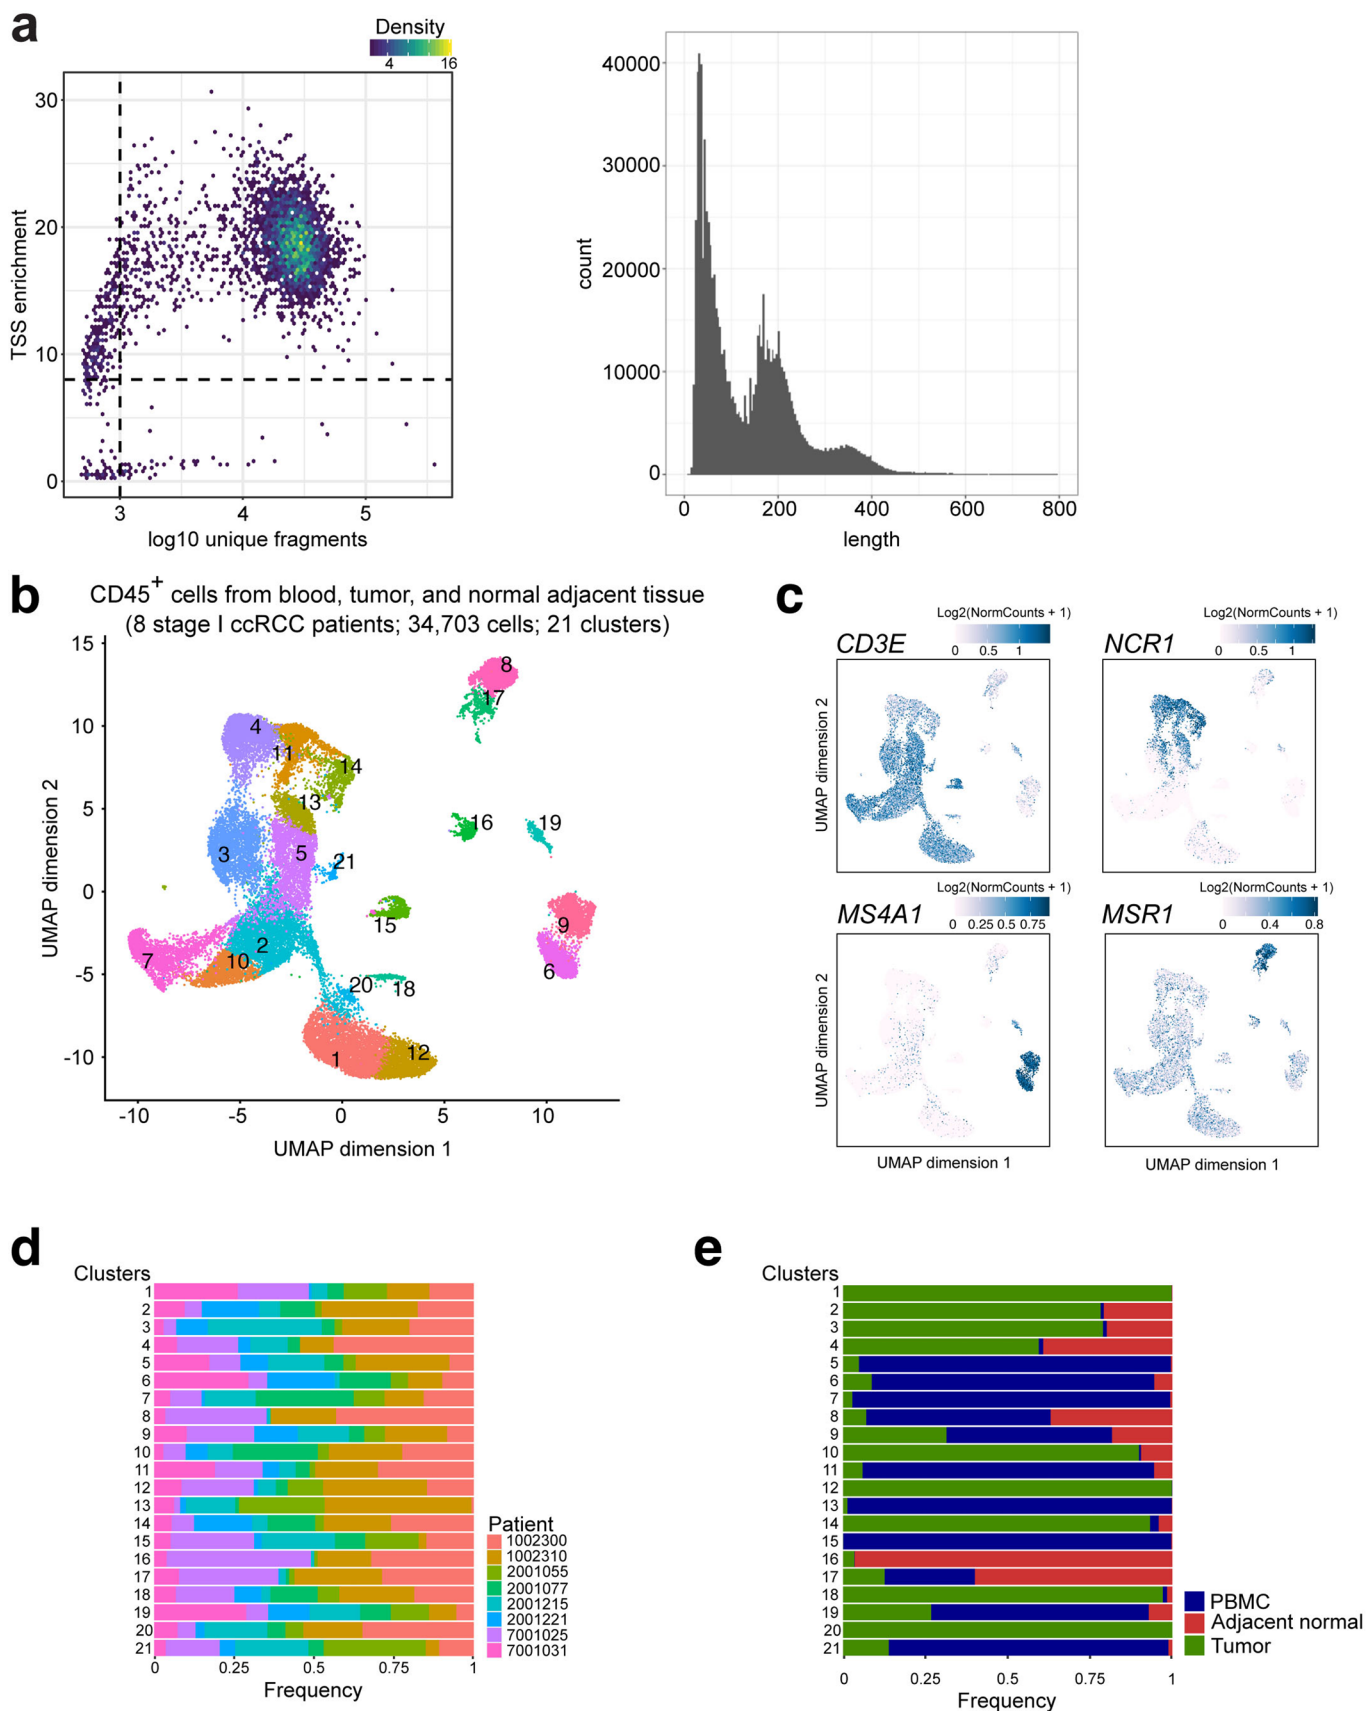 a
Density
4 16
30
20
10
0
TSS enrichment
3 4 5
log10 unique fragments
40000
30000
20000
10000
0
count
0 200 400 600 800
length
b
CD45+ cells from blood, tumor, and normal adjacent tissue
(8 stage I ccRCC patients; 34,703 cells; 21 clusters)
15
10
5
0
-5
-10
UMAP dimension 2
8
17
4
11
14
13
16
19
3
5
21
15
9
7
10
2
6
20
18
1
12
-10 -5 0 5 10
UMAP dimension 1
c
Log2(NormCounts + 1)
CD3E
0 0.5 1
Log2(NormCounts + 1)
NCR1
0 0.5 1
UMAP dimension 2
Log2(NormCounts + 1)
MS4A1
0 0.25 0.5 0.75
Log2(NormCounts + 1)
MSR1
0 0.4 0.8
UMAP dimension 2
UMAP dimension 1
UMAP dimension 1
d
Clusters
1
2
3
4
5
6
7
8
9
10
11
12
13
14
15
16
17
18
19
20
21
0 0.25 0.5 0.75 1
Frequency
Patient
1002300
1002310
2001055
2001077
2001215
2001221
7001025
7001031
e
Clusters
1
2
3
4
5
6
7
8
9
10
11
12
13
14
15
16
17
18
19
20
21
0 0.25 0.5 0.75 1
Frequency
PBMC
Adjacent normal
Tumor